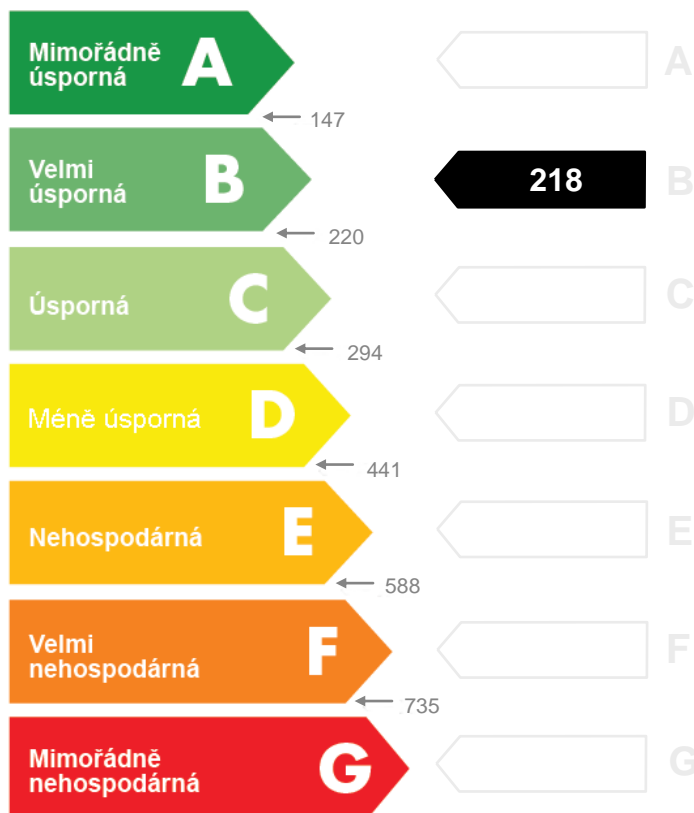 Mimořádně
úsporná
A
A
147
Velmi
úsporná
B
218
B
220
Úsporná
C
C
294
Méně úsporná
D
D
441
Nehospodárná
E
E
588
Velmi
nehospodárná
F
F
735
Mimořádně
nehospodárná
G
G